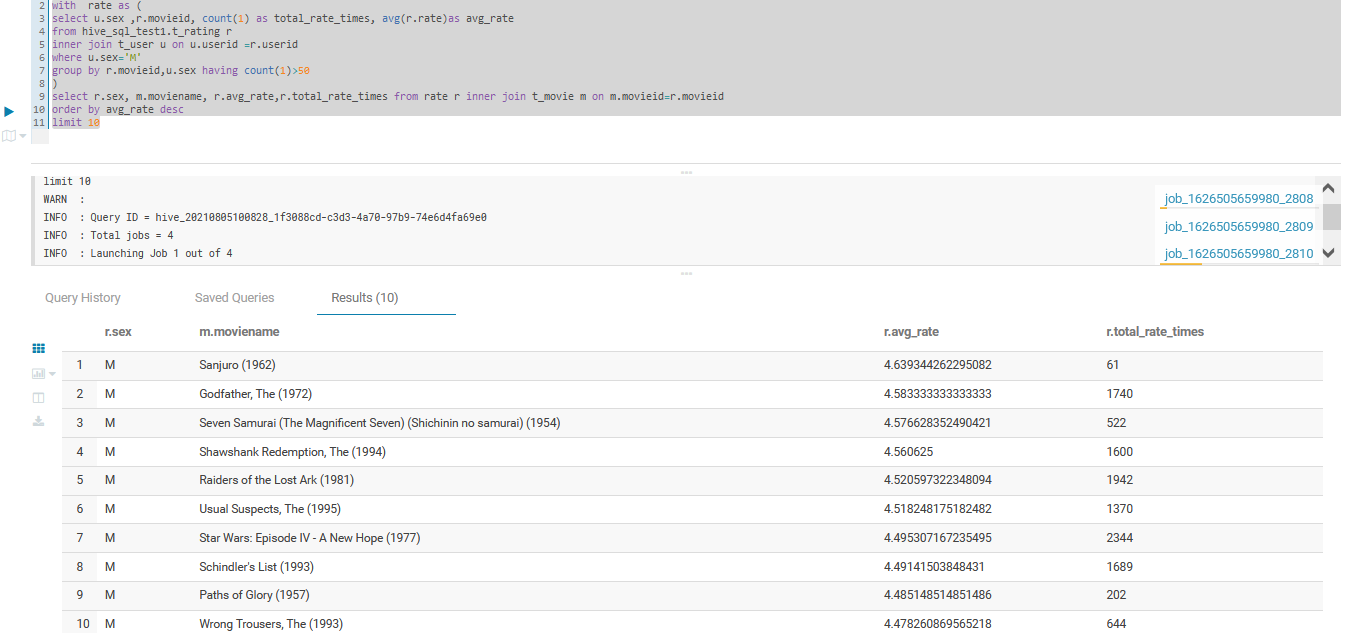 2 with  rate as (
3 select u.sex ,r.movieid, count(1) as total_rate_times, avg(r.rate)as avg_rate
4 from hive_sql_test1.t_rating r
5 inner join t_user u on u.userid =r.userid
6 where u.sex='M'
7 group by r.movieid,u.sex having count(1)>50
8 )
9 select r.sex, m.moviename, r.avg_rate,r.total_rate_times from rate r inner join t_movie m on m.movieid=r.movieid
10 order by avg_rate desc
11 limit 10
limit 10
WARN  :
INFO  : Query ID = hive_20210805100828_1f3088cd-c3d3-4a70-97b9-74e6d4fa69e0
INFO  : Total jobs = 4
INFO  : Launching Job 1 out of 4
job_1626505659980_2808
job_1626505659980_2809
job_1626505659980_2810
Query History Saved Queries Results (10)
r.sex m.moviename r.avg_rate r.total_rate_times
1 M Sanjuro (1962) 4.639344262295082 61
2 M Godfather, The (1972) 4.583333333333333 1740
3 M Seven Samurai (The Magnificent Seven) (Shichinin no samurai) (1954) 4.576628352490421 522
4 M Shawshank Redemption, The (1994) 4.560625 1600
5 M Raiders of the Lost Ark (1981) 4.520597322348094 1942
6 M Usual Suspects, The (1995) 4.518248175182482 1370
7 M Star Wars: Episode IV - A New Hope (1977) 4.495307167235495 2344
8 M Schindler's List (1993) 4.49141503848431 1689
9 M Paths of Glory (1957) 4.485148514851486 202
10 M Wrong Trousers, The (1993) 4.478260869565218 644